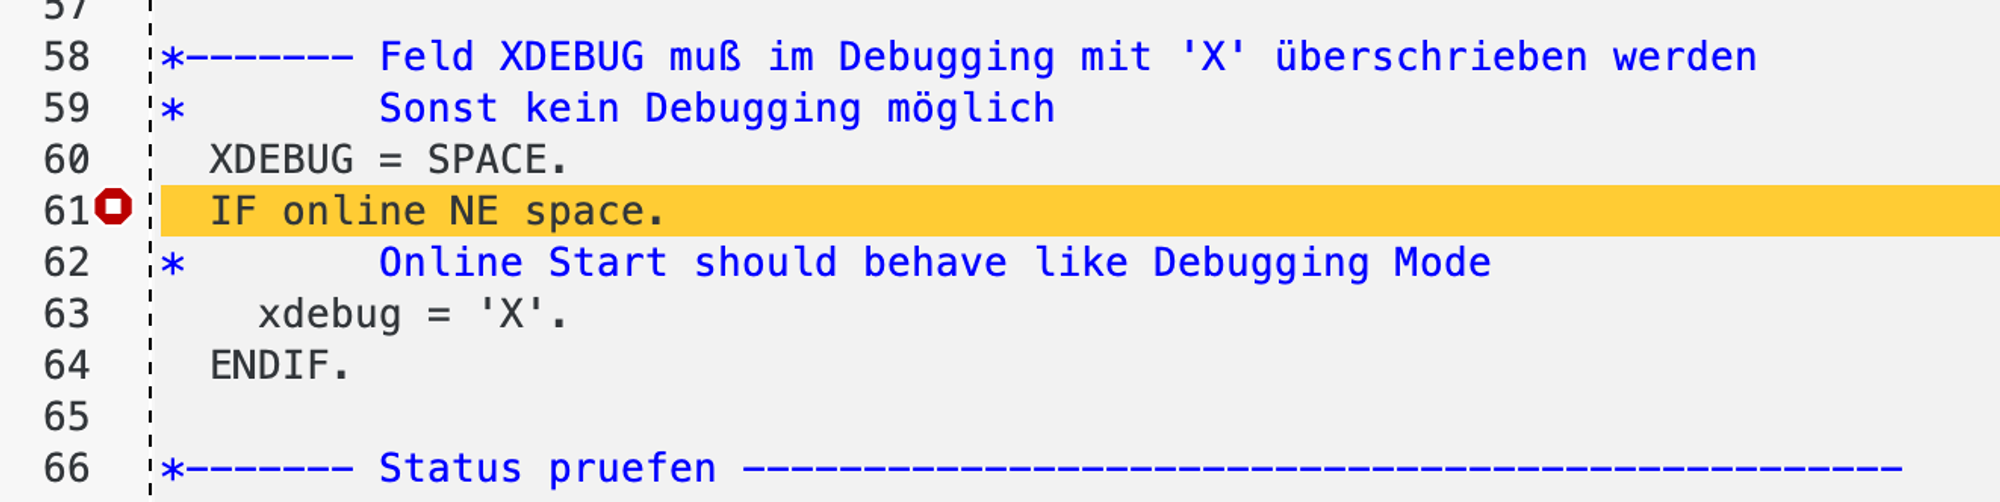 57
58 *------- Feld XDEBUG muß im Debugging mit 'X' überschrieben werden
59 *        Sonst kein Debugging möglich
60   XDEBUG = SPACE.
61   IF online NE space.
62 *        Online Start should behave like Debugging Mode
63     xdebug = 'X'.
64   ENDIF.
65
66 *------- Status pruefen ------------------------------------------------